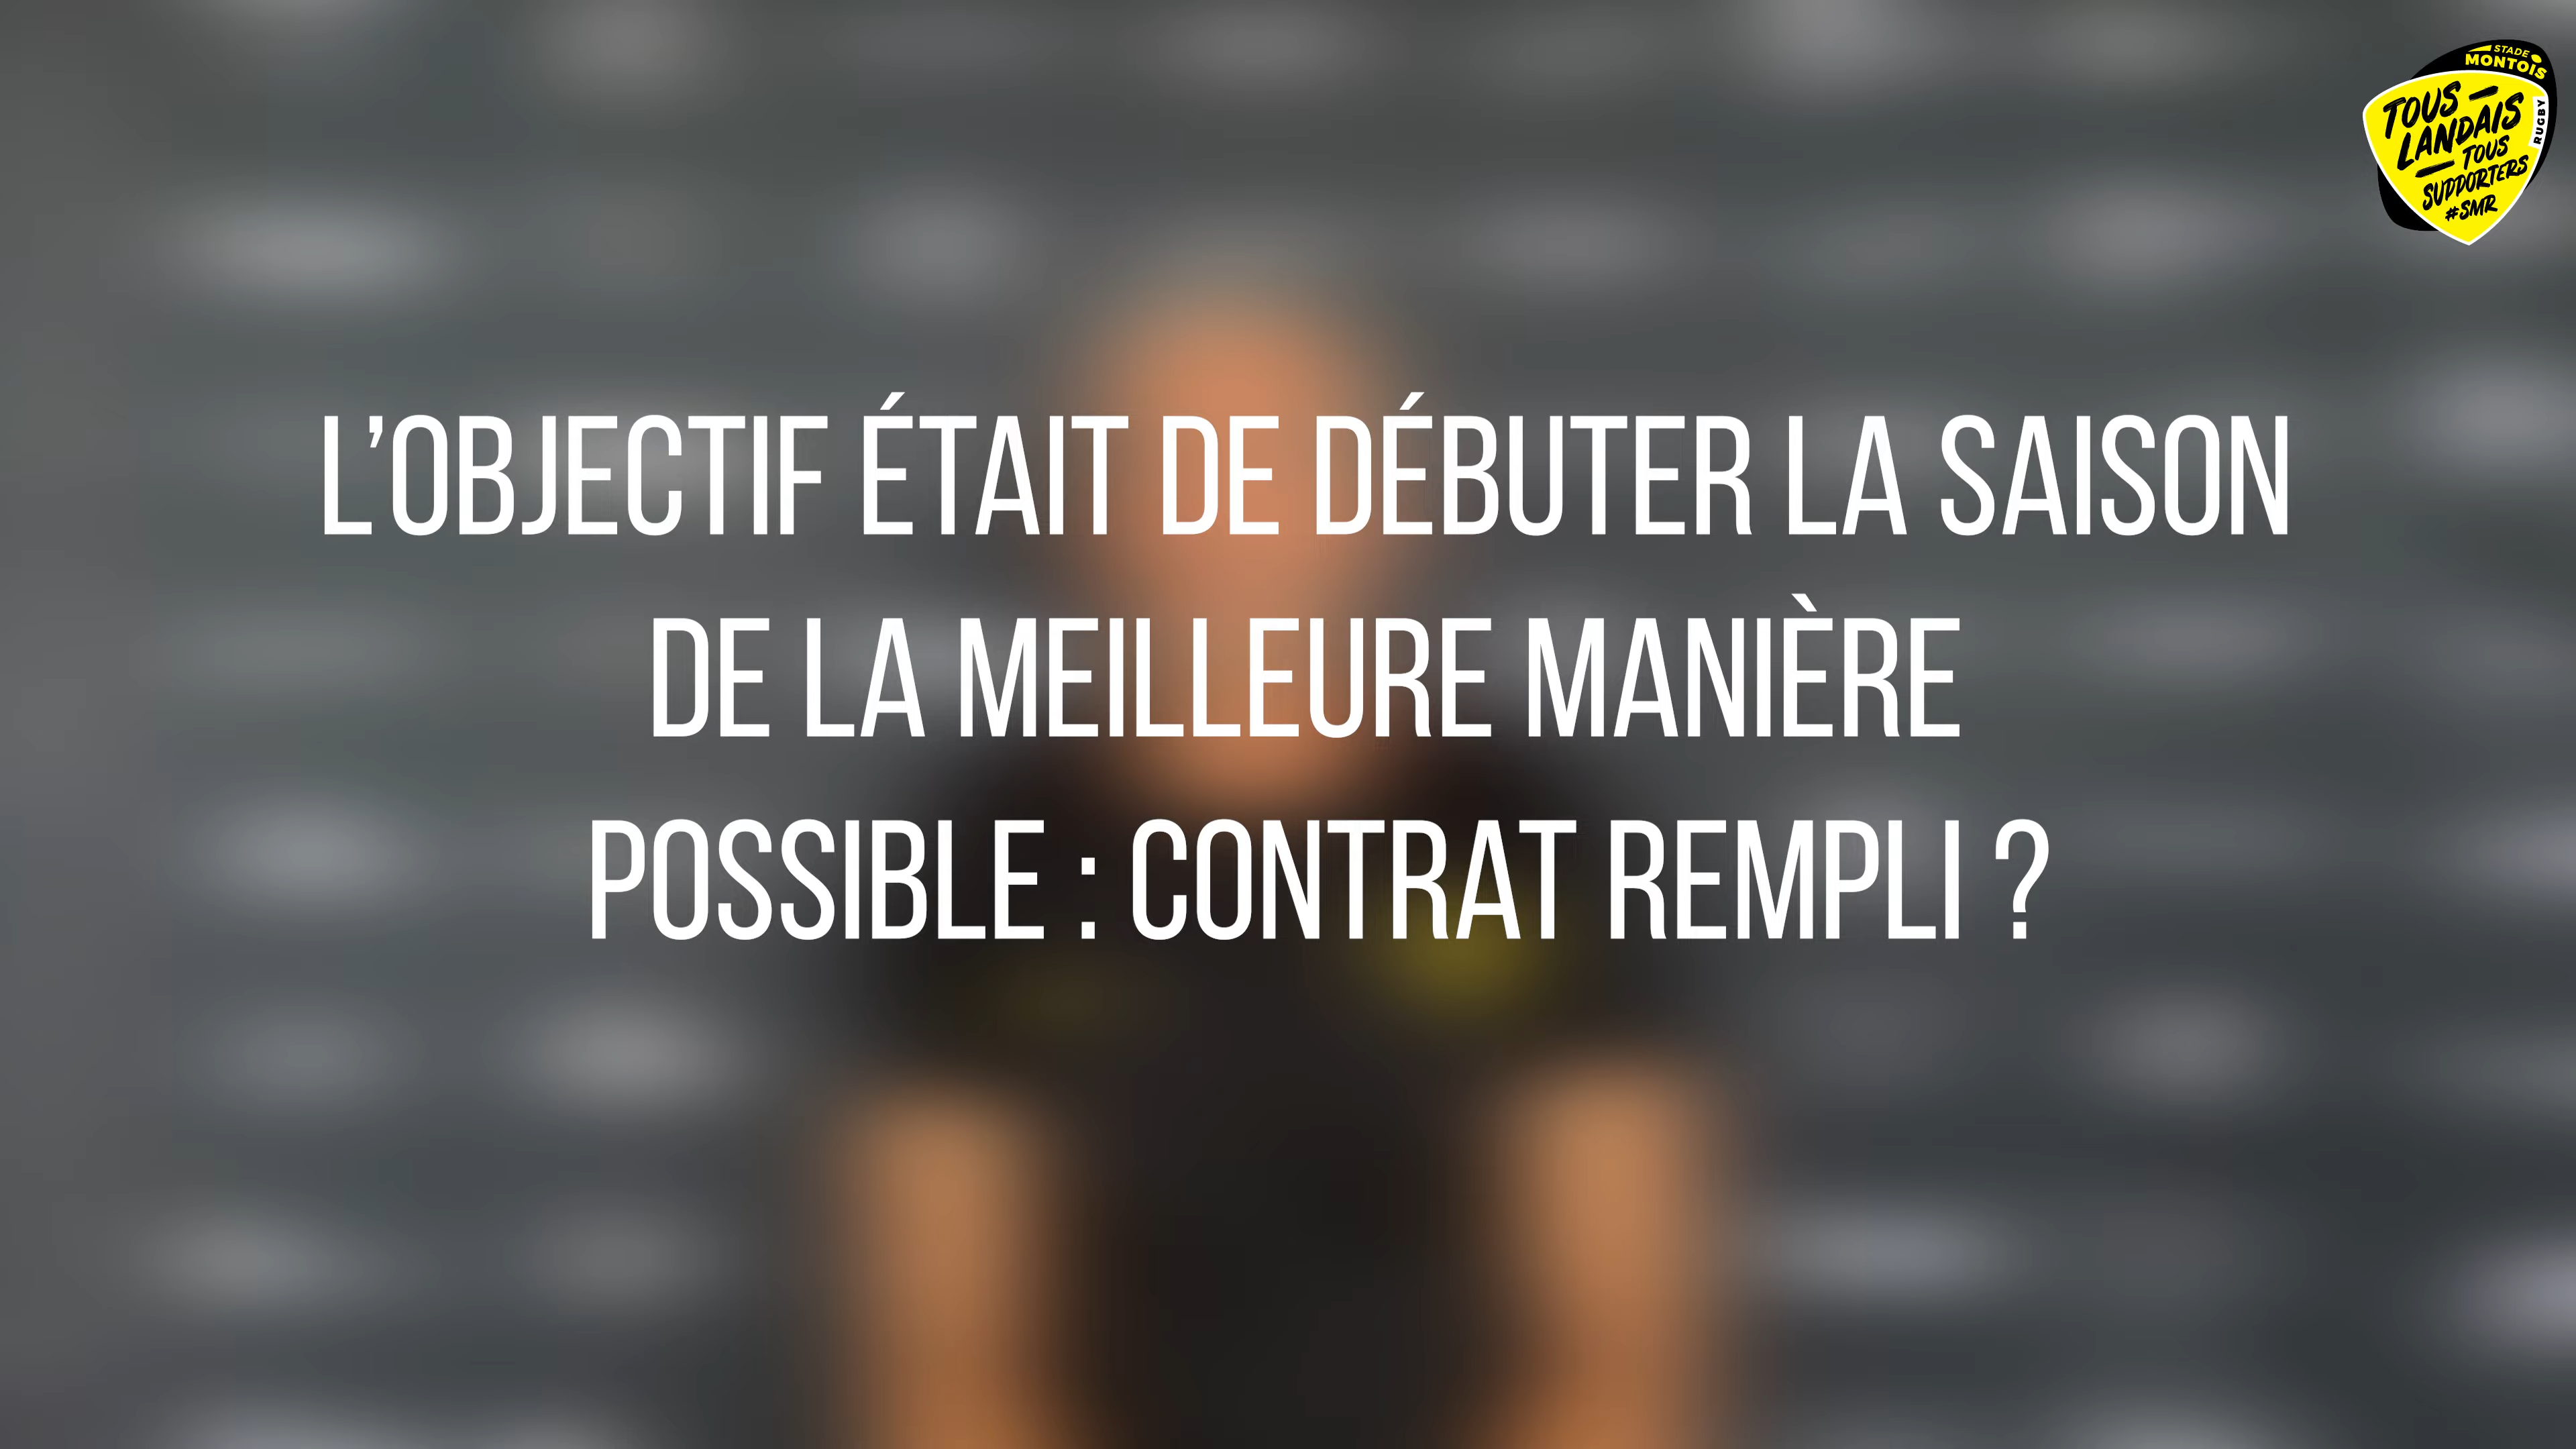 STADE
MONTOIS
RUGBY
TOUS
LANDAIS
TOUS
SUPPORTERS
#SMR
L’OBJECTIF ÉTAIT DE DÉBUTER LA SAISON
DE LA MEILLEURE MANIÈRE
POSSIBLE : CONTRAT REMPLI ?